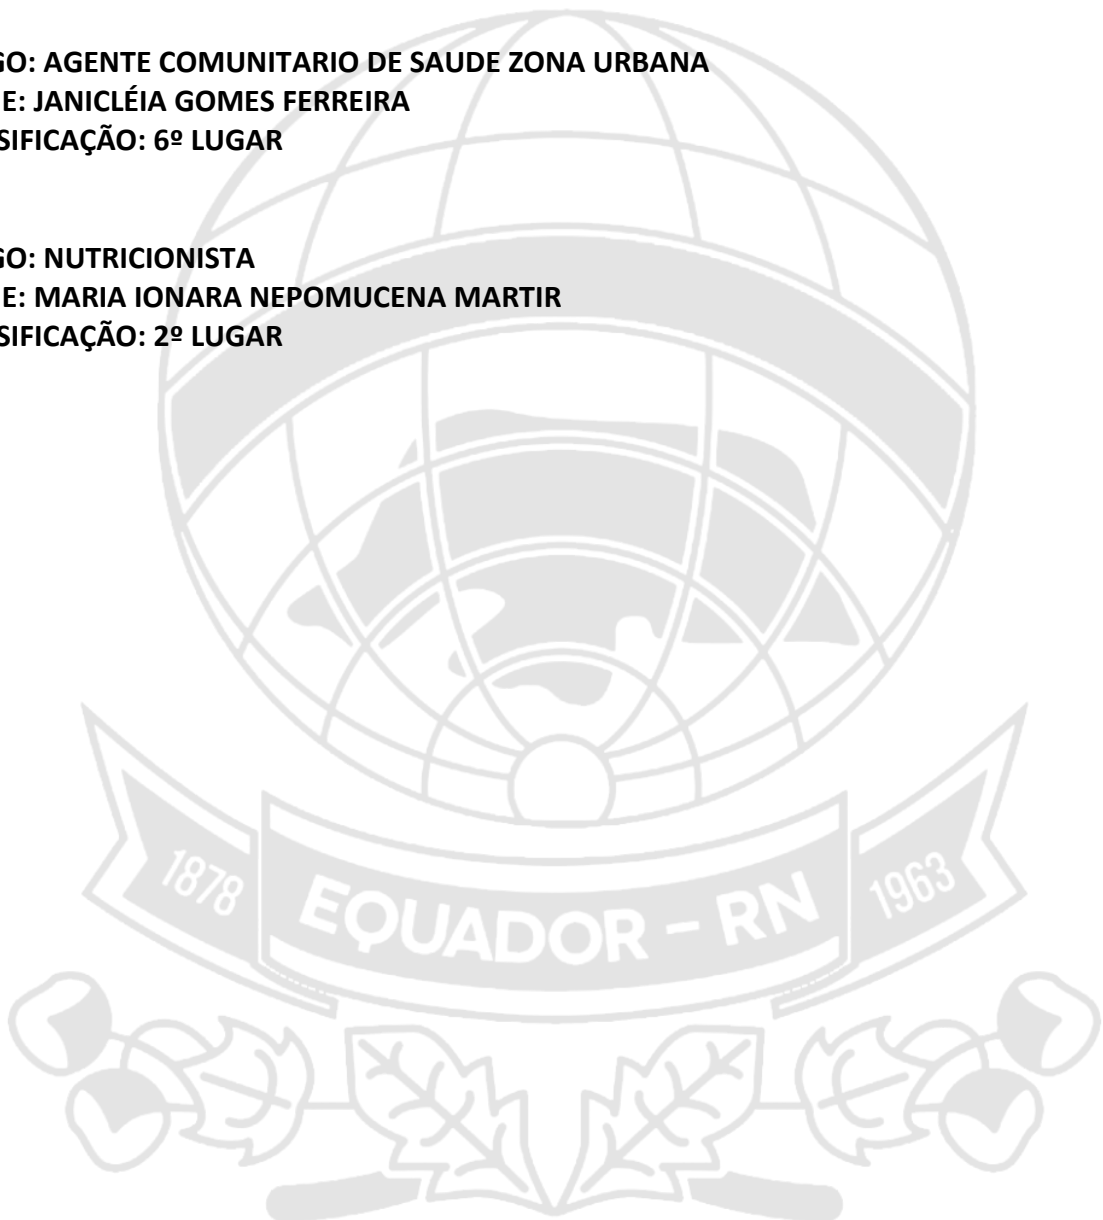 GO: AGENTE COMUNITARIO DE SAUDE ZONA URBANA
E: JANICLÉIA GOMES FERREIRA
SIFICAÇÃO: 6º LUGAR
GO: NUTRICIONISTA
E: MARIA IONARA NEPOMUCENA MARTIR
SIFICAÇÃO: 2º LUGAR
1878 EQUADOR - RN 1963